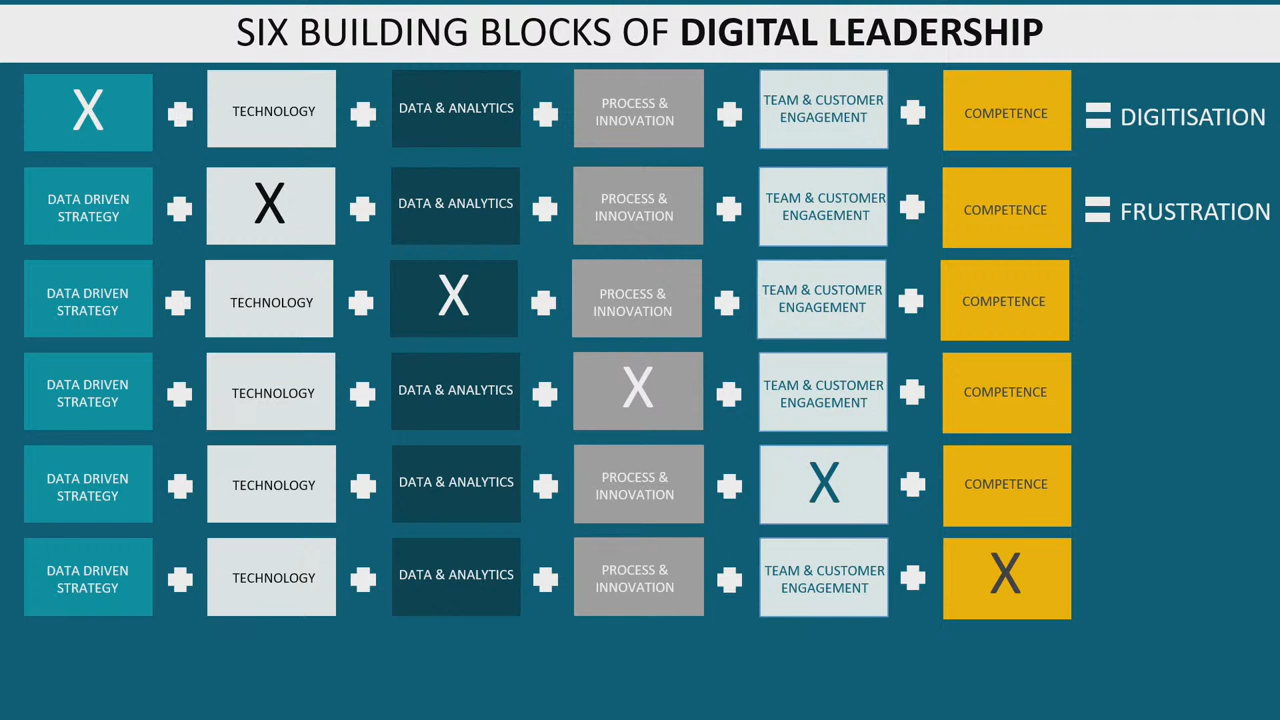 SIX BUILDING BLOCKS OF DIGITAL LEADERSHIP
X + TECHNOLOGY + DATA & ANALYTICS + PROCESS & INNOVATION + TEAM & CUSTOMER ENGAGEMENT + COMPETENCE = DIGITISATION
DATA DRIVEN STRATEGY + X + DATA & ANALYTICS + PROCESS & INNOVATION + TEAM & CUSTOMER ENGAGEMENT + COMPETENCE = FRUSTRATION
DATA DRIVEN STRATEGY + TECHNOLOGY + X + PROCESS & INNOVATION + TEAM & CUSTOMER ENGAGEMENT + COMPETENCE
DATA DRIVEN STRATEGY + TECHNOLOGY + DATA & ANALYTICS + X + TEAM & CUSTOMER ENGAGEMENT + COMPETENCE
DATA DRIVEN STRATEGY + TECHNOLOGY + DATA & ANALYTICS + PROCESS & INNOVATION + X + COMPETENCE
DATA DRIVEN STRATEGY + TECHNOLOGY + DATA & ANALYTICS + PROCESS & INNOVATION + TEAM & CUSTOMER ENGAGEMENT + X